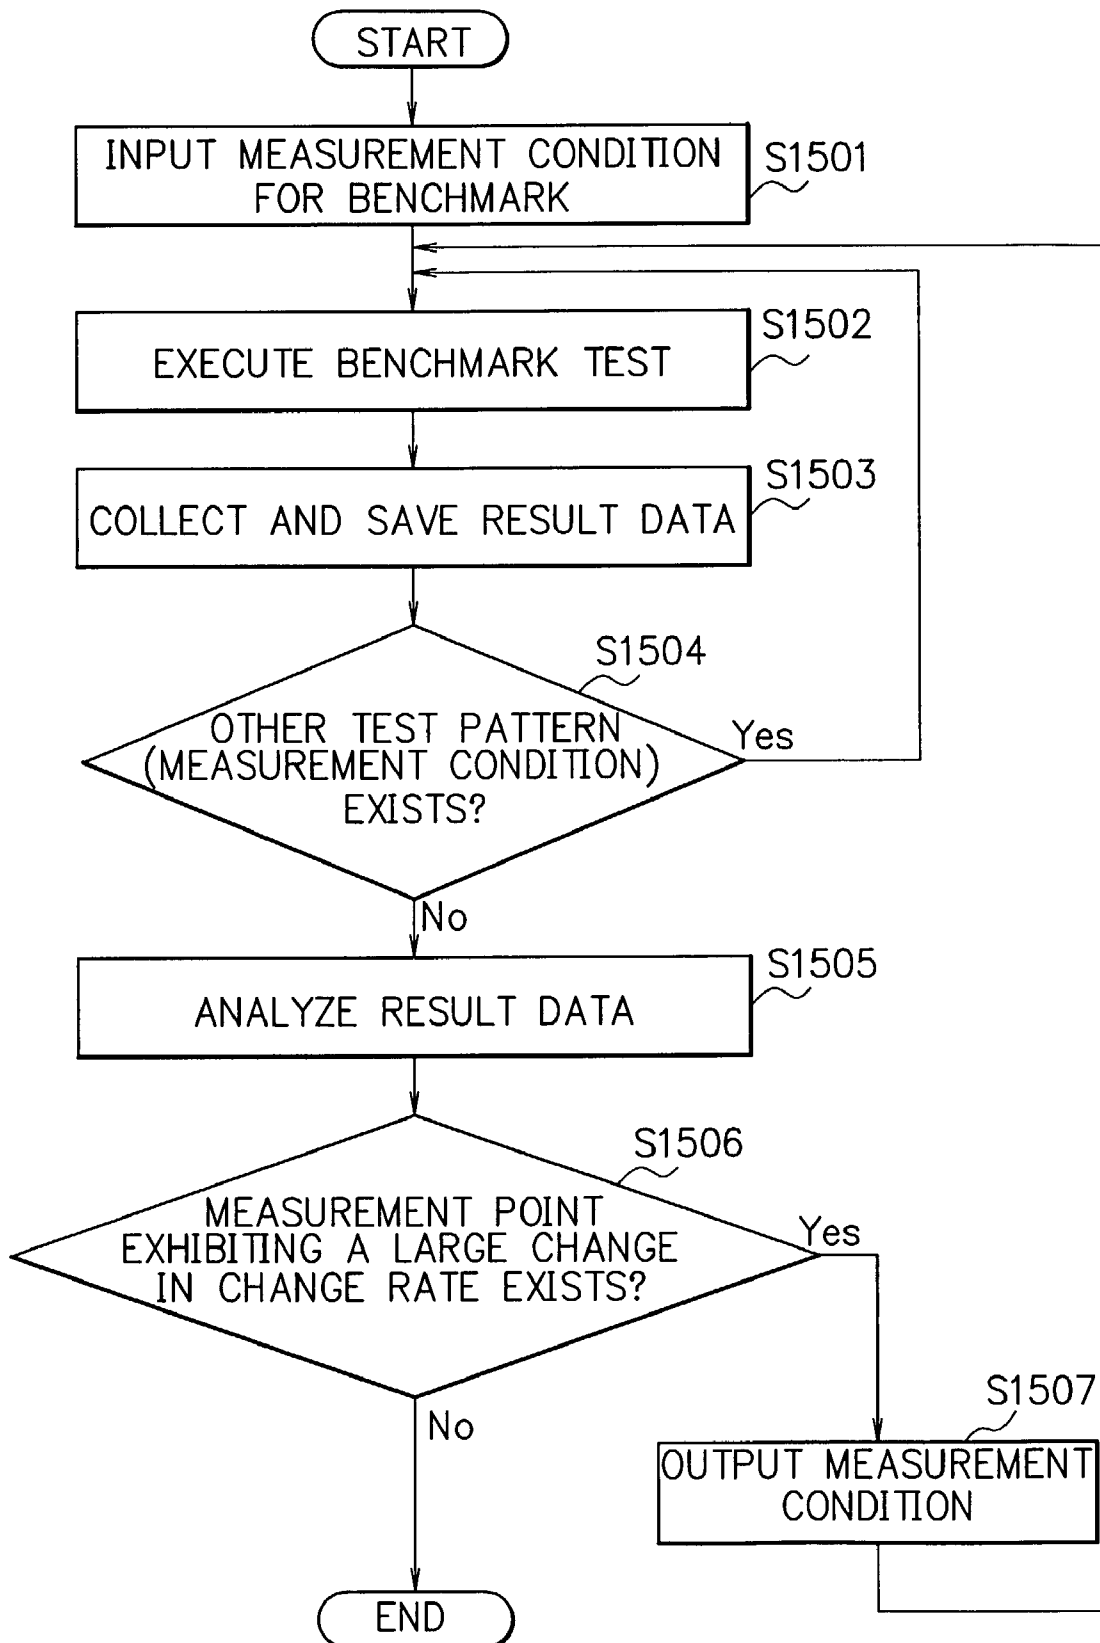 START
INPUT MEASUREMENT CONDITION
FOR BENCHMARK
S1501
S1502
EXECUTE BENCHMARK TEST
S1503
COLLECT AND SAVE RESULT DATA
S1504
OTHER TEST PATTERN
(MEASUREMENT CONDITION)
EXISTS?
Yes
No
S1505
ANALYZE RESULT DATA
S1506
MEASUREMENT POINT
EXHIBITING A LARGE CHANGE
IN CHANGE RATE EXISTS?
Yes
No
S1507
OUTPUT MEASUREMENT
CONDITION
END